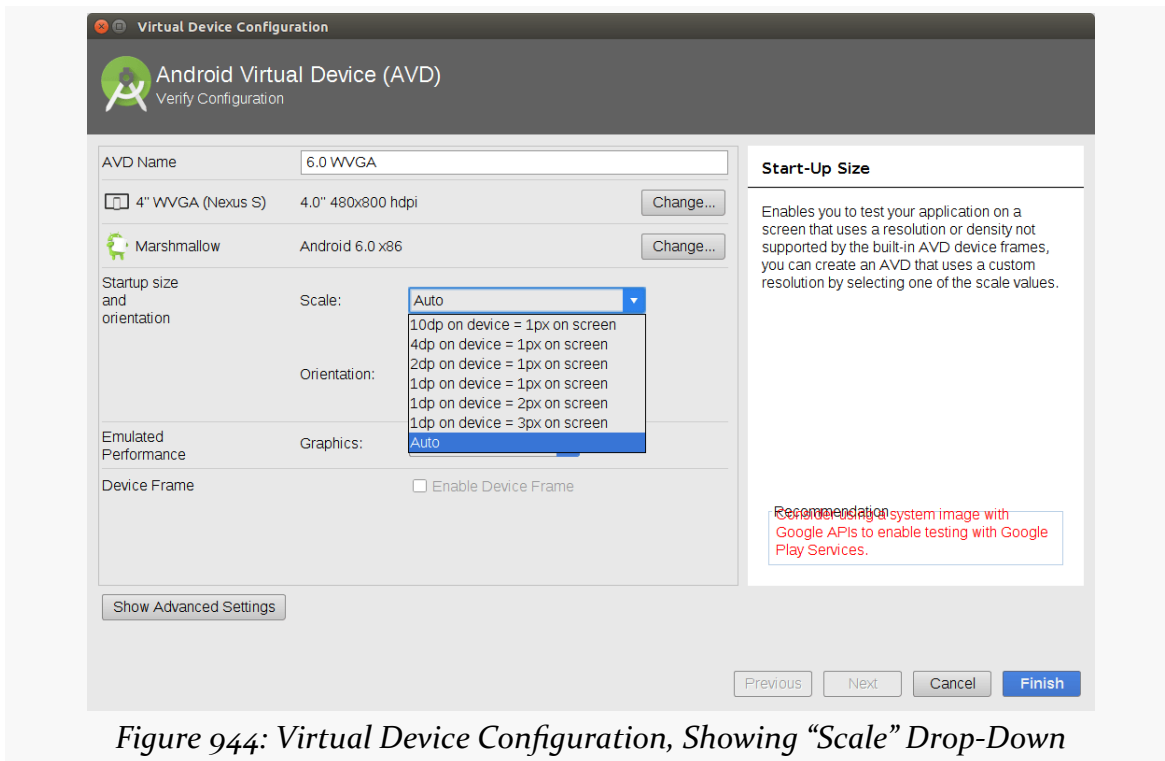 Virtual Device Configuration
Android Virtual Device (AVD)
Verify Configuration
AVD Name
6.0 WVGA
4" WVGA (Nexus S)
4.0" 480x800 hdpi
Change...
Marshmallow
Android 6.0 x86
Change...
Startup size
and
orientation
Scale:
Auto
10dp on device = 1px on screen
4dp on device = 1px on screen
2dp on device = 1px on screen
1dp on device = 1px on screen
1dp on device = 2px on screen
1dp on device = 3px on screen
Auto
Orientation:
Emulated
Performance
Graphics:
Device Frame
Enable Device Frame
Show Advanced Settings
Start-Up Size
Enables you to test your application on a
screen that uses a resolution or density not
supported by the built-in AVD device frames,
you can create an AVD that uses a custom
resolution by selecting one of the scale values.
Recommendation
Consider using a system image with
Google APIs to enable testing with Google
Play Services.
Previous
Next
Cancel
Finish
Figure 944: Virtual Device Configuration, Showing “Scale” Drop-Down